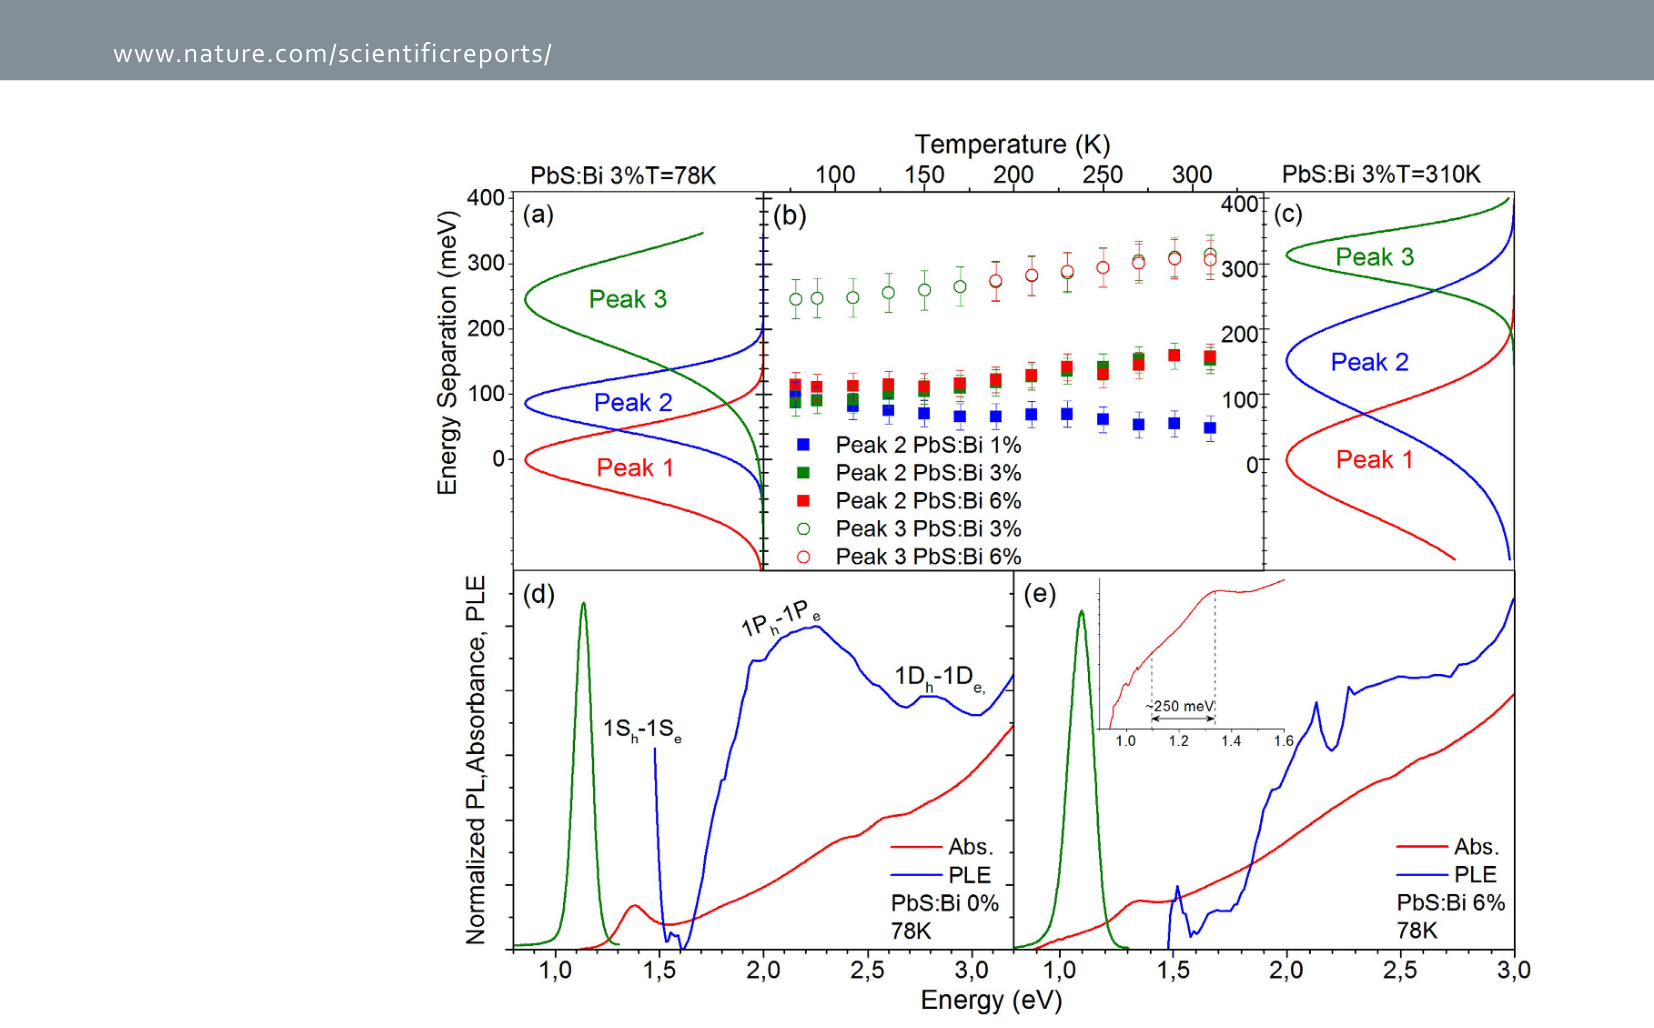 www.nature.com/scientificreports/
Temperature (K)
PbS:Bi 3%T=78K
100 150 200 250 300
PbS:Bi 3%T=310K
Energy Separation (meV)
400
300
200
100
0
(a)
Peak 3
Peak 2
Peak 1
(b)
Peak 2 PbS:Bi 1%
Peak 2 PbS:Bi 3%
Peak 2 PbS:Bi 6%
Peak 3 PbS:Bi 3%
Peak 3 PbS:Bi 6%
400
300
200
100
0
(c)
Peak 3
Peak 2
Peak 1
Normalized PL,Absorbance, PLE
(d)
1Ph-1Pe
1Dh-1De,
1Sh-1Se
Abs.
PLE
PbS:Bi 0%
78K
1,0 1,5 2,0 2,5 3,0
(e)
~250 meV
1.0 1.2 1.4 1.6
Abs.
PLE
PbS:Bi 6%
78K
1,0 1,5 2,0 2,5 3,0
Energy (eV)